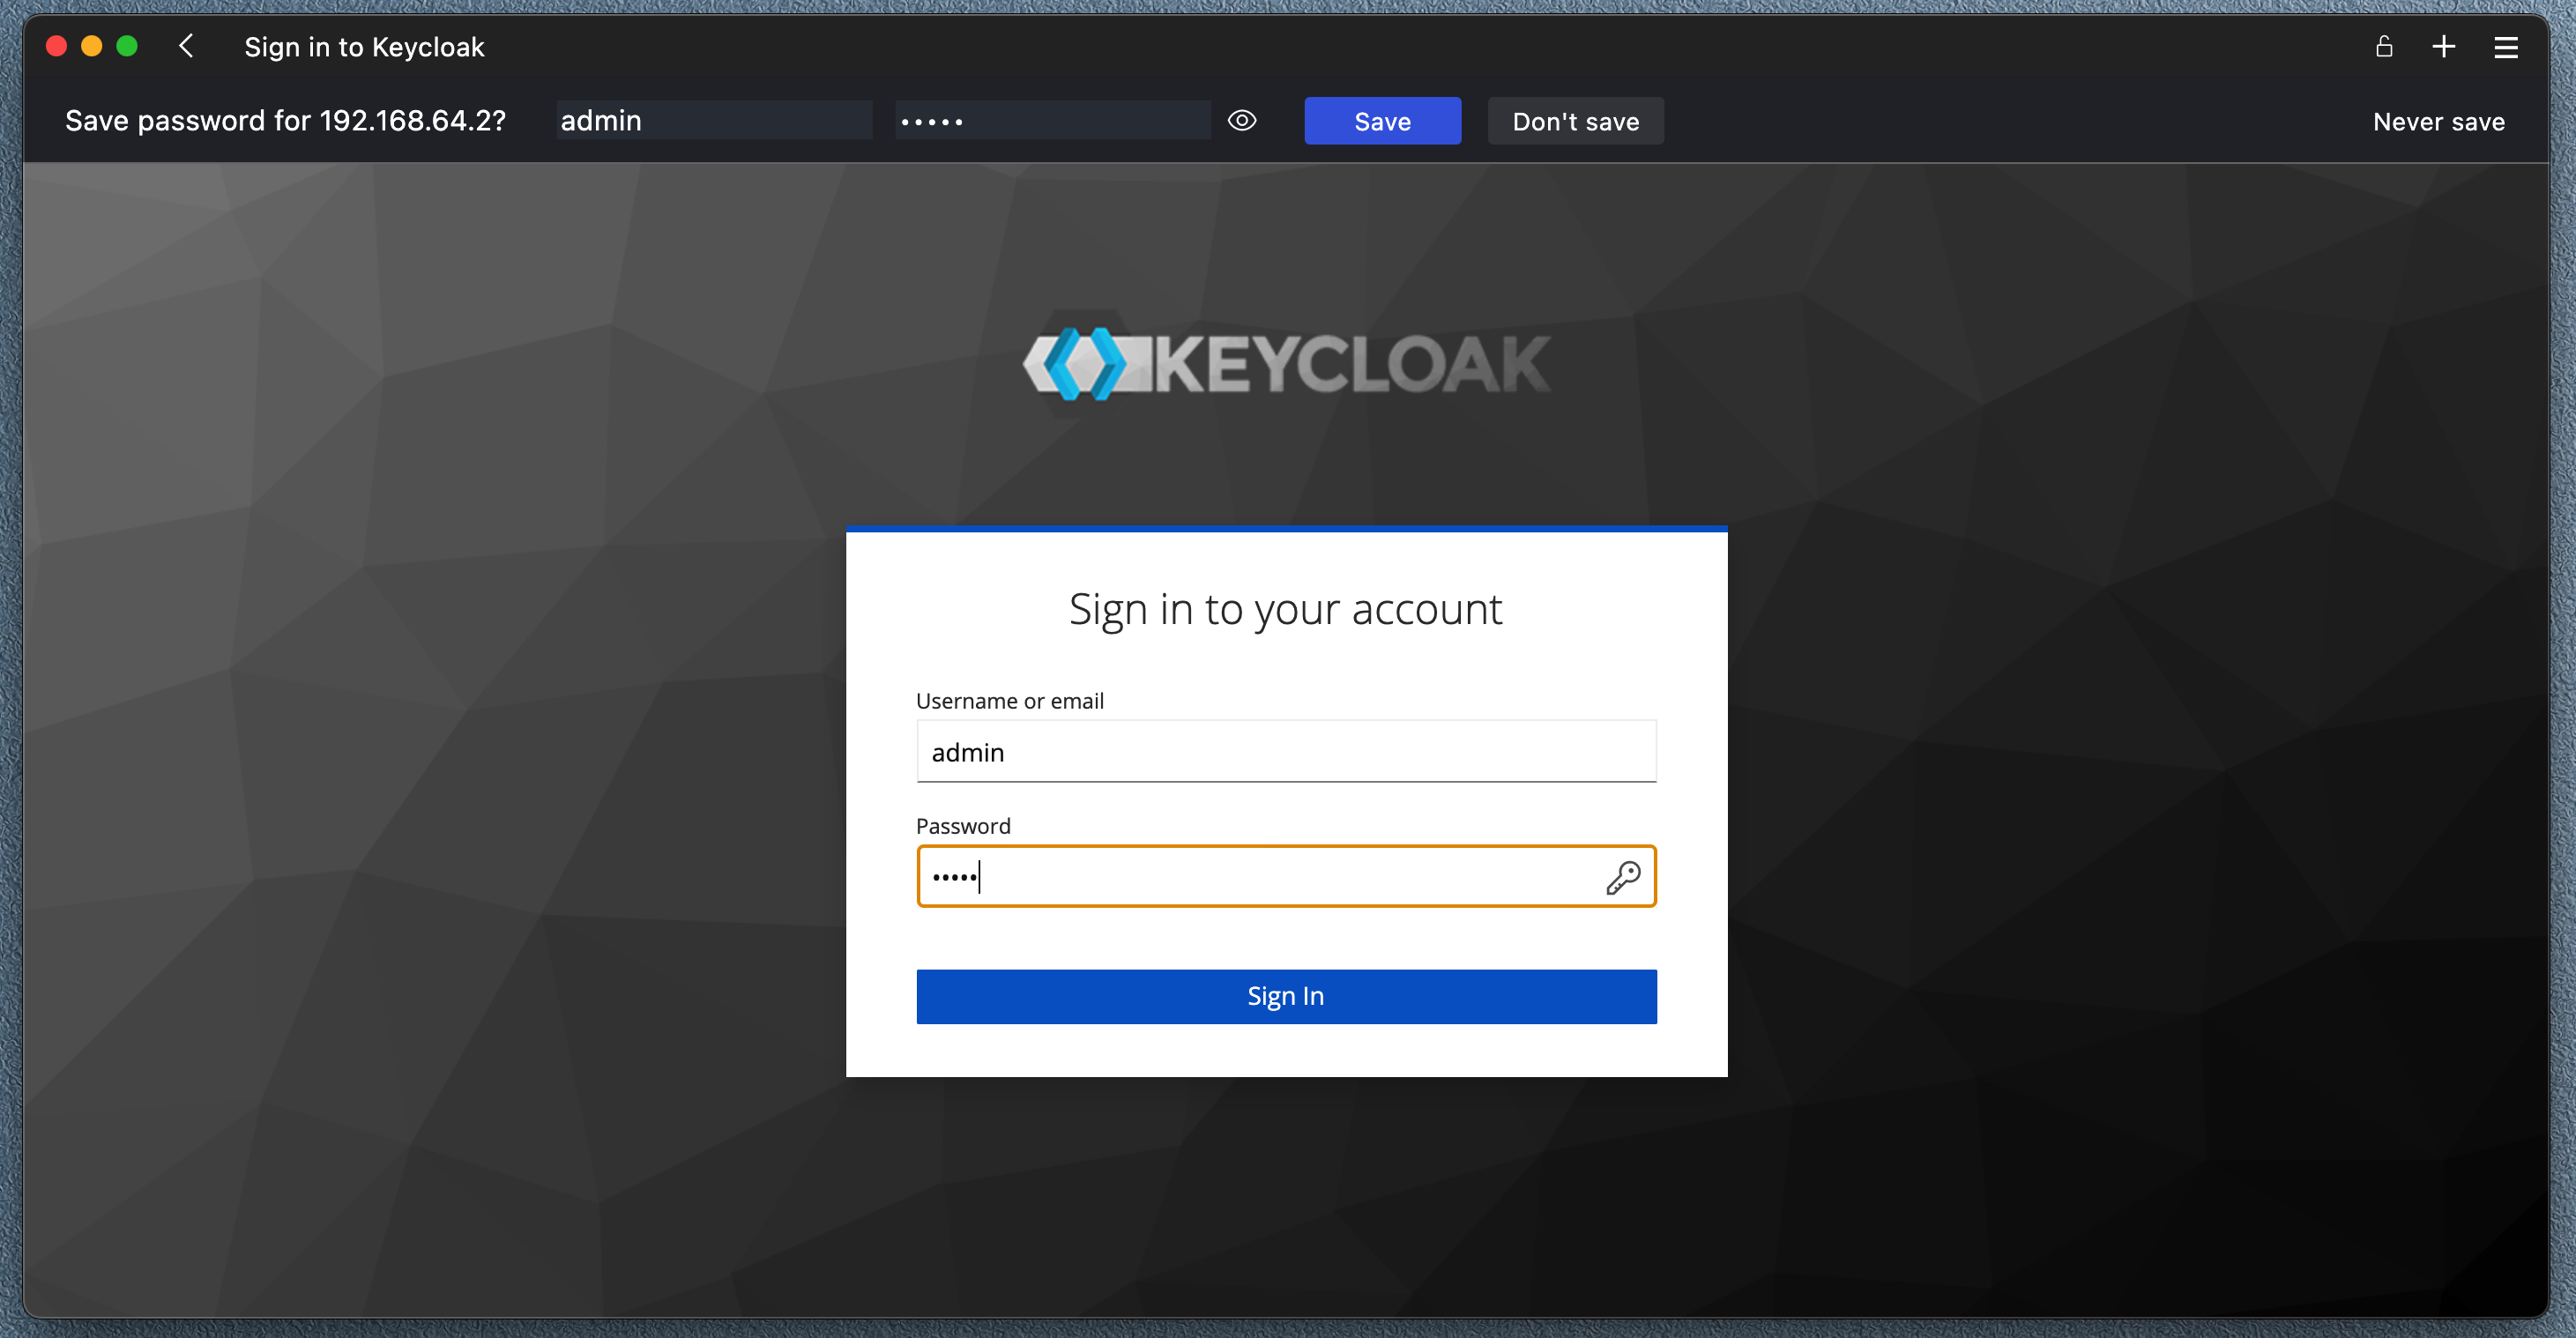 Sign in to Keycloak
Save password for 192.168.64.2? admin ••••• Save Don't save Never save
KEYCLOAK
Sign in to your account
Username or email
admin
Password
•••••
Sign In